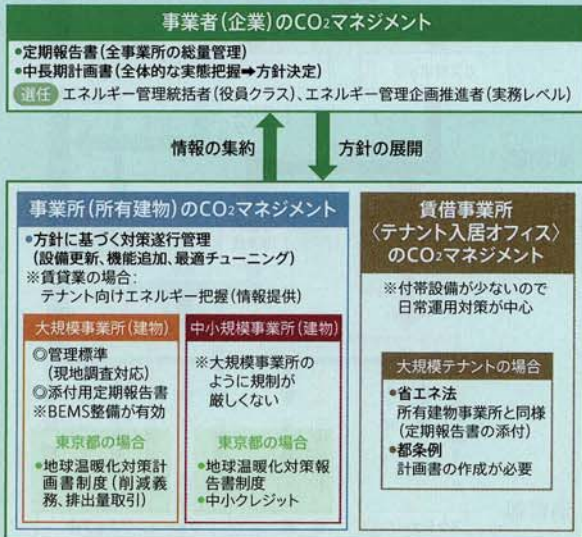 事業者(企業)のCO₂マネジメント
●定期報告書(全事業所の総量管理)
●中長期計画書(全体的な実態把握➡方針決定)
選任 エネルギー管理統括者(役員クラス)、エネルギー管理企画推進者(実務レベル)
情報の集約
方針の展開
事業所(所有建物)のCO₂マネジメント
●方針に基づく対策遂行管理
(設備更新、機能追加、最適チューニング)
※賃貸業の場合:
テナント向けエネルギー把握(情報提供)
大規模事業所(建物)
◎管理標準
(現地調査対応)
◎添付用定期報告書
※BEMS整備が有効
東京都の場合
●地球温暖化対策計
画書制度(削減義
務、排出量取引)
中小規模事業所(建物)
※大規模事業所の
ように規制が
厳しくない
東京都の場合
●地球温暖化対策報
告書制度
●中小クレジット
賃借事業所
〈テナント入居オフィス〉
のCO₂マネジメント
※付帯設備が少ないので
日常運用対策が中心
大規模テナントの場合
●省エネ法
所有建物事業所と同様
(定期報告書の添付)
●都条例
計画書の作成が必要